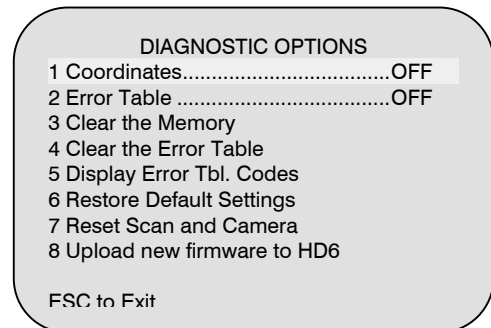 DIAGNOSTIC OPTIONS
1 Coordinates...................................OFF
2 Error Table ....................................OFF
3 Clear the Memory
4 Clear the Error Table
5 Display Error Tbl. Codes
6 Restore Default Settings
7 Reset Scan and Camera
8 Upload new firmware to HD6
ESC to Exit